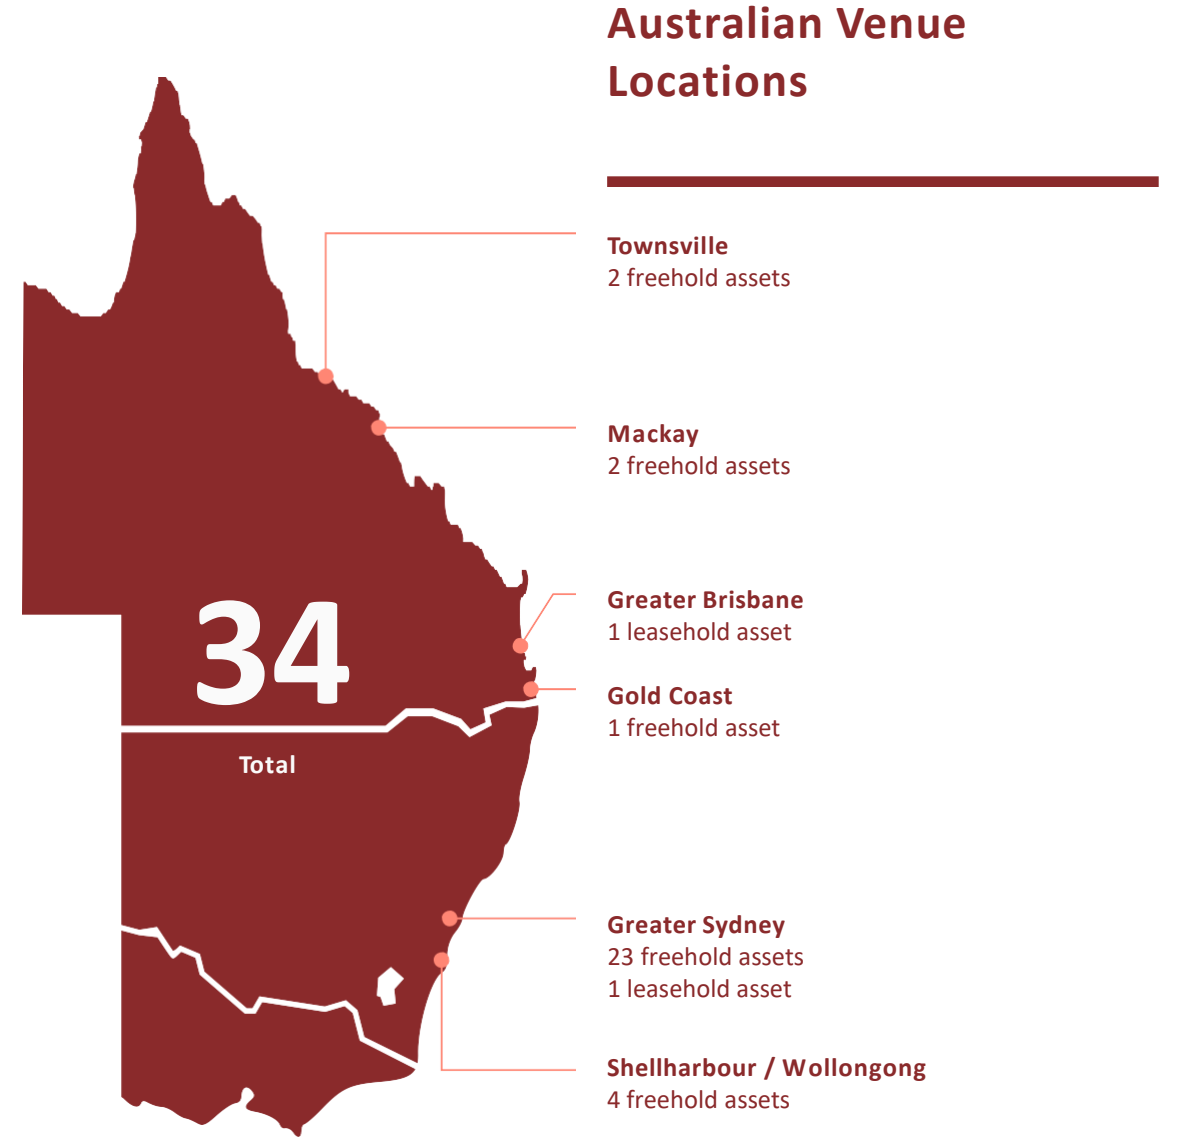 Australian Venue
Locations
Townsville
2 freehold assets
Mackay
2 freehold assets
Greater Brisbane
1 leasehold asset
Gold Coast
1 freehold asset
34
Total
Greater Sydney
23 freehold assets
1 leasehold asset
Shellharbour / Wollongong
4 freehold assets